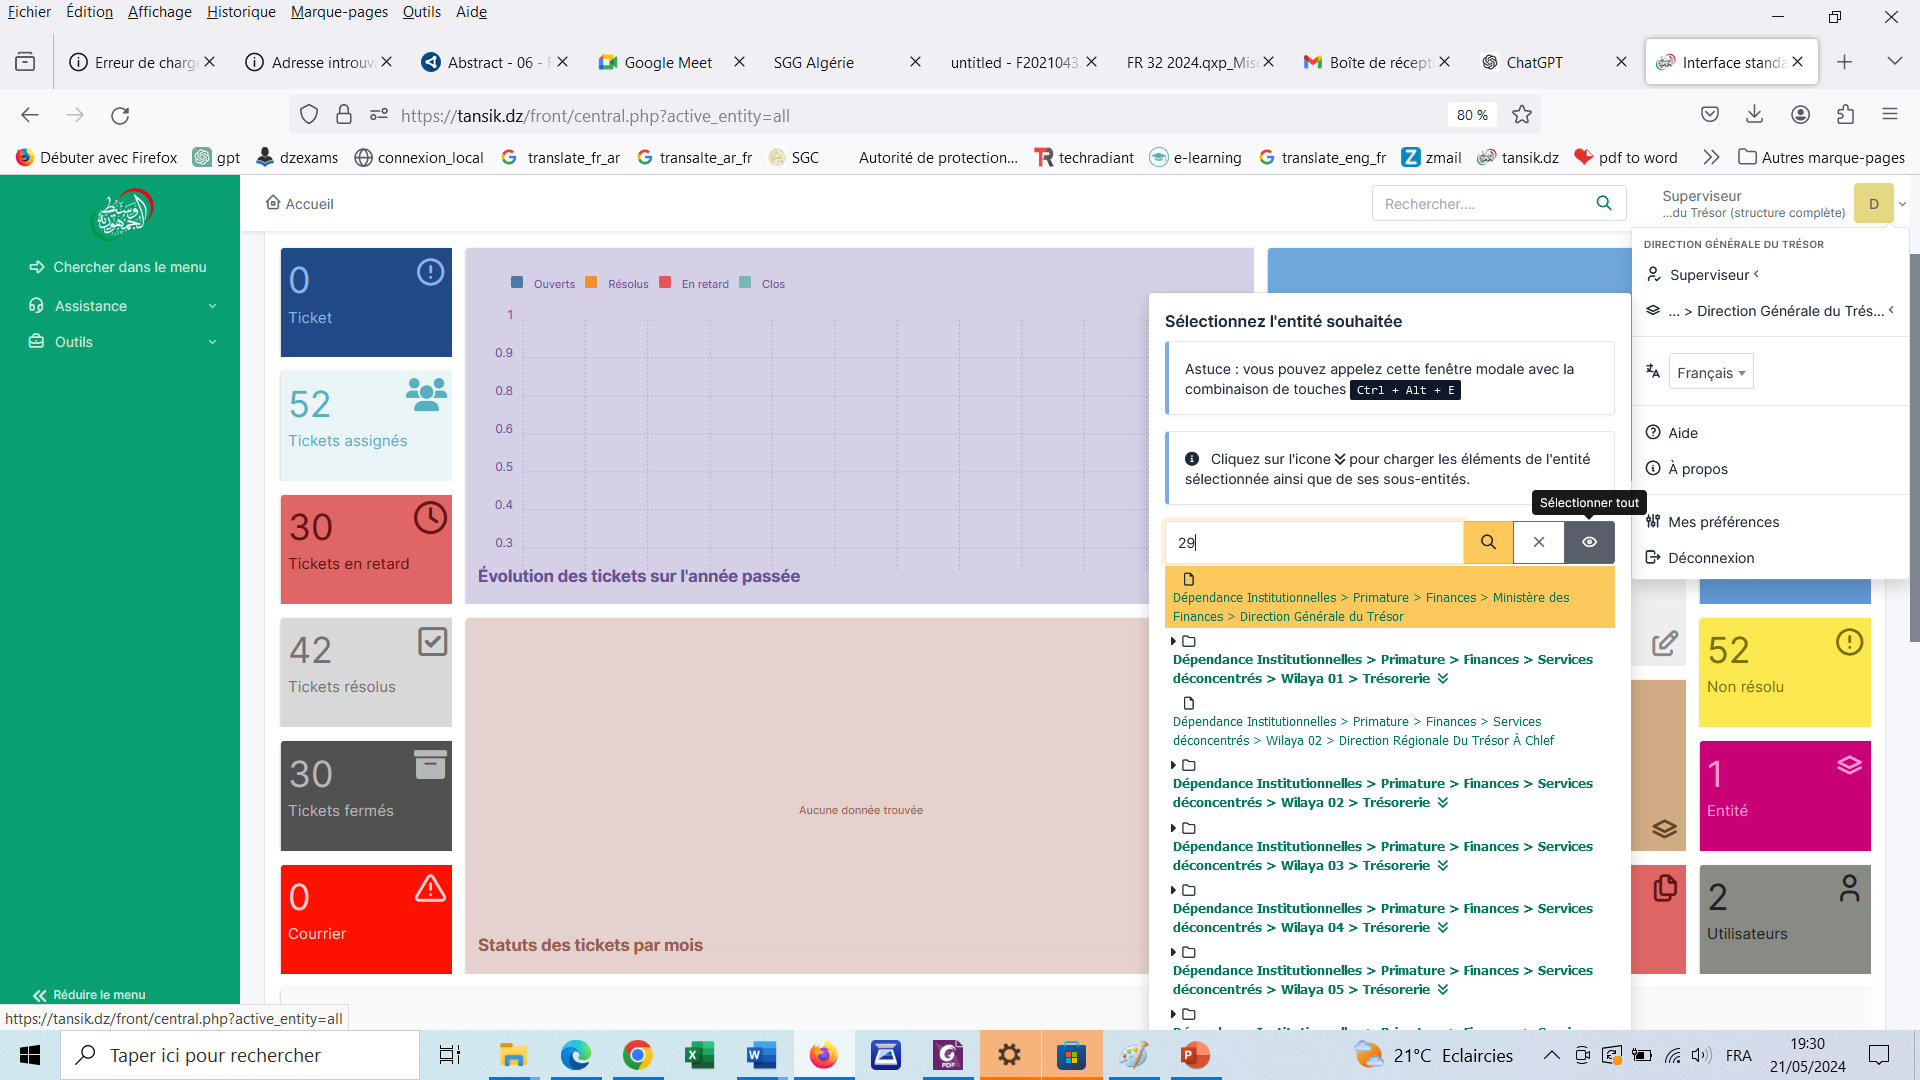 Fichier Édition Affichage Historique Marque-pages Outils Aide
Erreur de charge
Adresse introuva
Abstract - 06 - F
Google Meet
SGG Algérie
untitled - F2021043.
FR 32 2024.qxp_Mis
Boîte de récept
ChatGPT
Interface standa
https://tansik.dz/front/central.php?active_entity=all
80 %
Débuter avec Firefox gpt dzexams connexion_local translate_fr_ar transalte_ar_fr SGC Autorité de protection... techradiant e-learning translate_eng_fr zmail tansik.dz pdf to word Autres marque-pages
وسيط الجمهورية
Chercher dans le menu
Assistance
Outils
Réduire le menu
Accueil
Rechercher....
Superviseur
...du Trésor (structure complète)
D
DIRECTION GÉNÉRALE DU TRÉSOR
Superviseur
... > Direction Générale du Trés...
Français
Aide
À propos
Mes préférences
Déconnexion
0
Ticket
52
Tickets assignés
30
Tickets en retard
42
Tickets résolus
30
Tickets fermés
0
Courrier
Ouverts Résolus En retard Clos
1
0.9
0.8
0.7
0.6
0.5
0.4
0.3
Évolution des tickets sur l'année passée
Aucune donnée trouvée
Statuts des tickets par mois
Sélectionnez l'entité souhaitée
Astuce : vous pouvez appelez cette fenêtre modale avec la
combinaison de touches Ctrl + Alt + E
Cliquez sur l'icone pour charger les éléments de l'entité
sélectionnée ainsi que de ses sous-entités.
Sélectionner tout
29
Dépendance Institutionnelles > Primature > Finances > Ministère des
Finances > Direction Générale du Trésor
Dépendance Institutionnelles > Primature > Finances > Services
déconcentrés > Wilaya 01 > Trésorerie
Dépendance Institutionnelles > Primature > Finances > Services
déconcentrés > Wilaya 02 > Direction Régionale Du Trésor À Chlef
Dépendance Institutionnelles > Primature > Finances > Services
déconcentrés > Wilaya 02 > Trésorerie
Dépendance Institutionnelles > Primature > Finances > Services
déconcentrés > Wilaya 03 > Trésorerie
Dépendance Institutionnelles > Primature > Finances > Services
déconcentrés > Wilaya 04 > Trésorerie
Dépendance Institutionnelles > Primature > Finances > Services
déconcentrés > Wilaya 05 > Trésorerie
52
Non résolu
1
Entité
2
Utilisateurs
https://tansik.dz/front/central.php?active_entity=all
Taper ici pour rechercher
21°C Eclaircies
FRA
19:30
21/05/2024